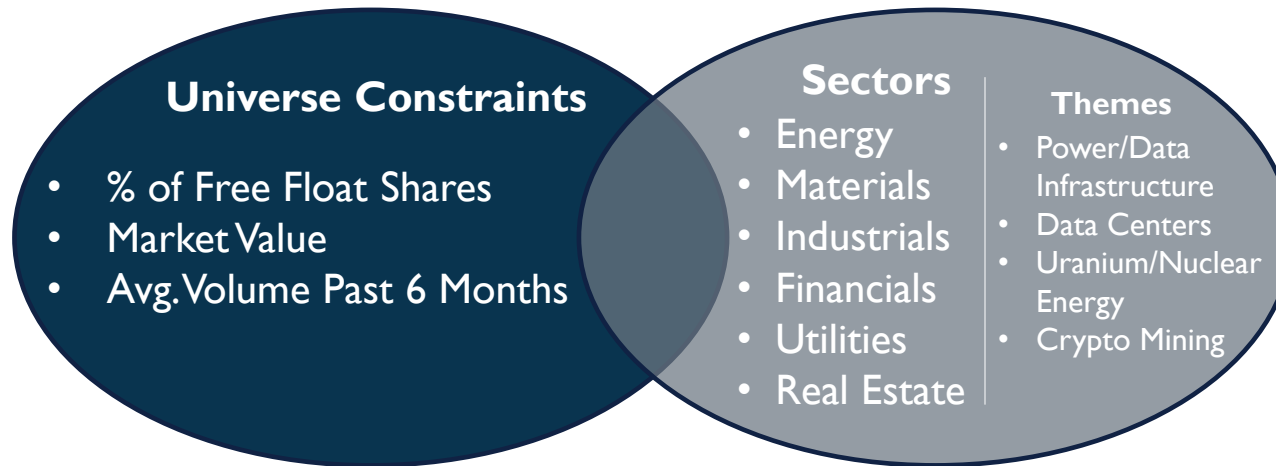 Universe Constraints
• % of Free Float Shares
• Market Value
• Avg. Volume Past 6 Months
Sectors
• Energy
• Materials
• Industrials
• Financials
• Utilities
• Real Estate
Themes
• Power/Data
Infrastructure
• Data Centers
• Uranium/Nuclear
Energy
• Crypto Mining